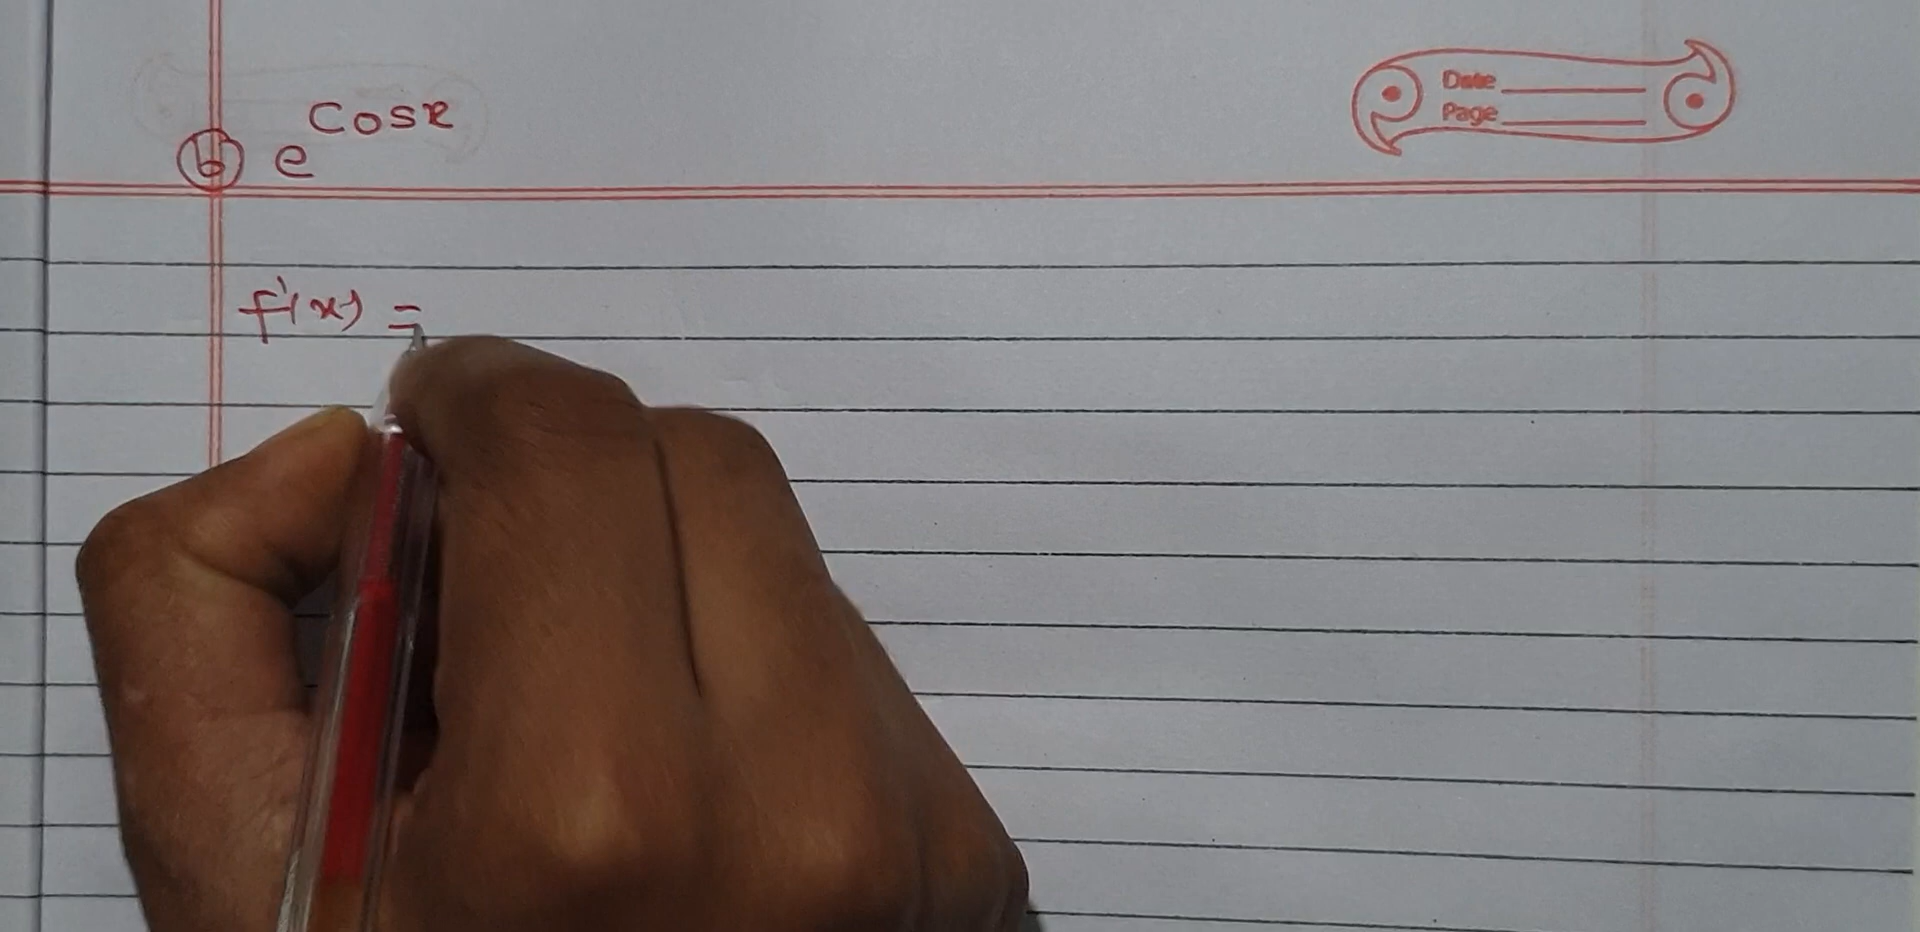 Date
Page
b e^Cosx
f'(x) =